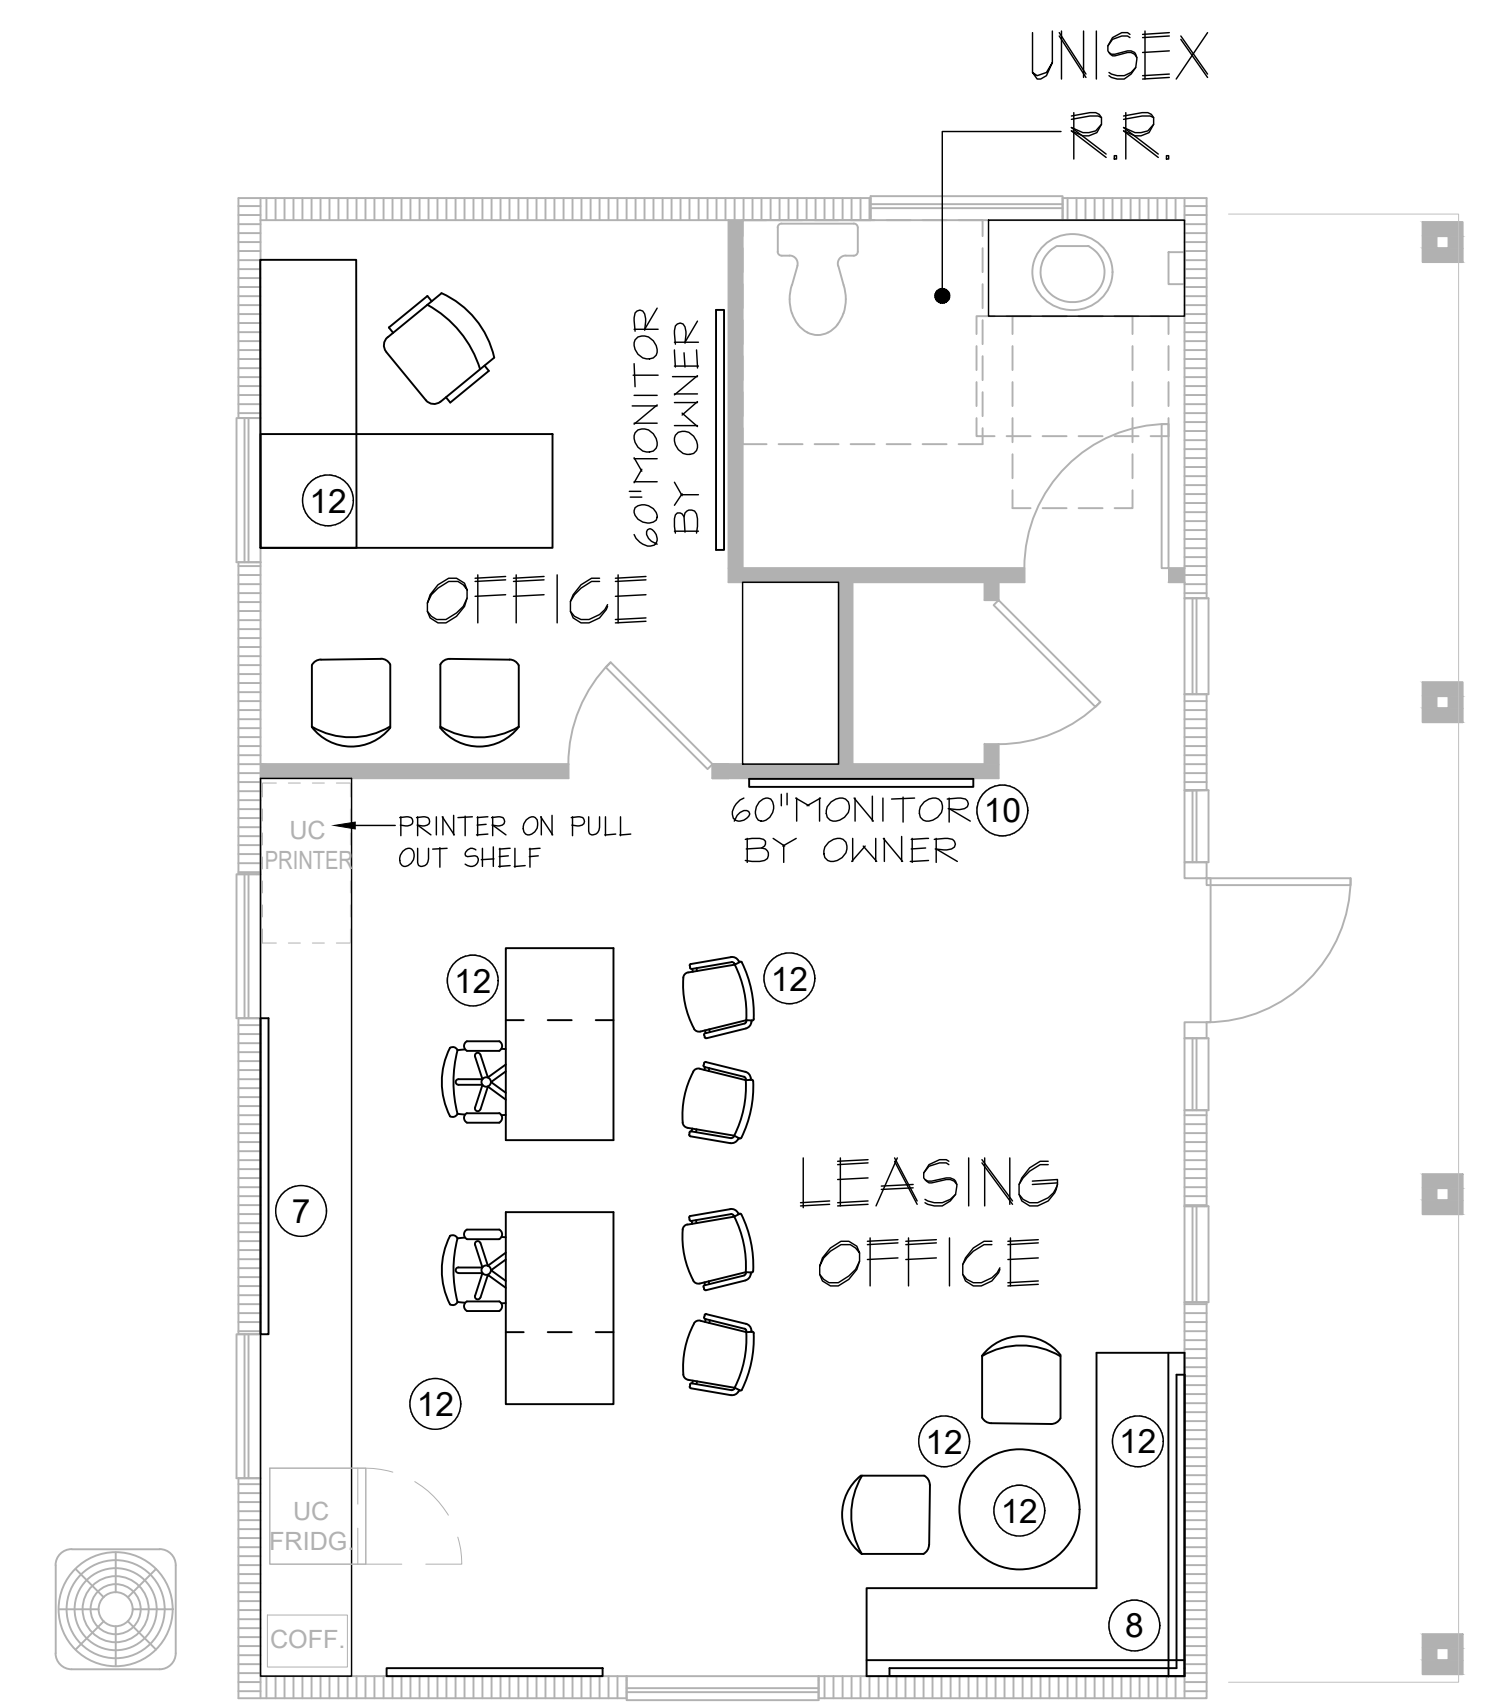 UNISEX
R.R.
60"MONITOR
BY OWNER
12
OFFICE
UC
PRINTER
PRINTER ON PULL
OUT SHELF
60"MONITOR
BY OWNER
10
12
12
LEASING
OFFICE
7
12
12
12
12
UC
FRIDG.
COFF.
8